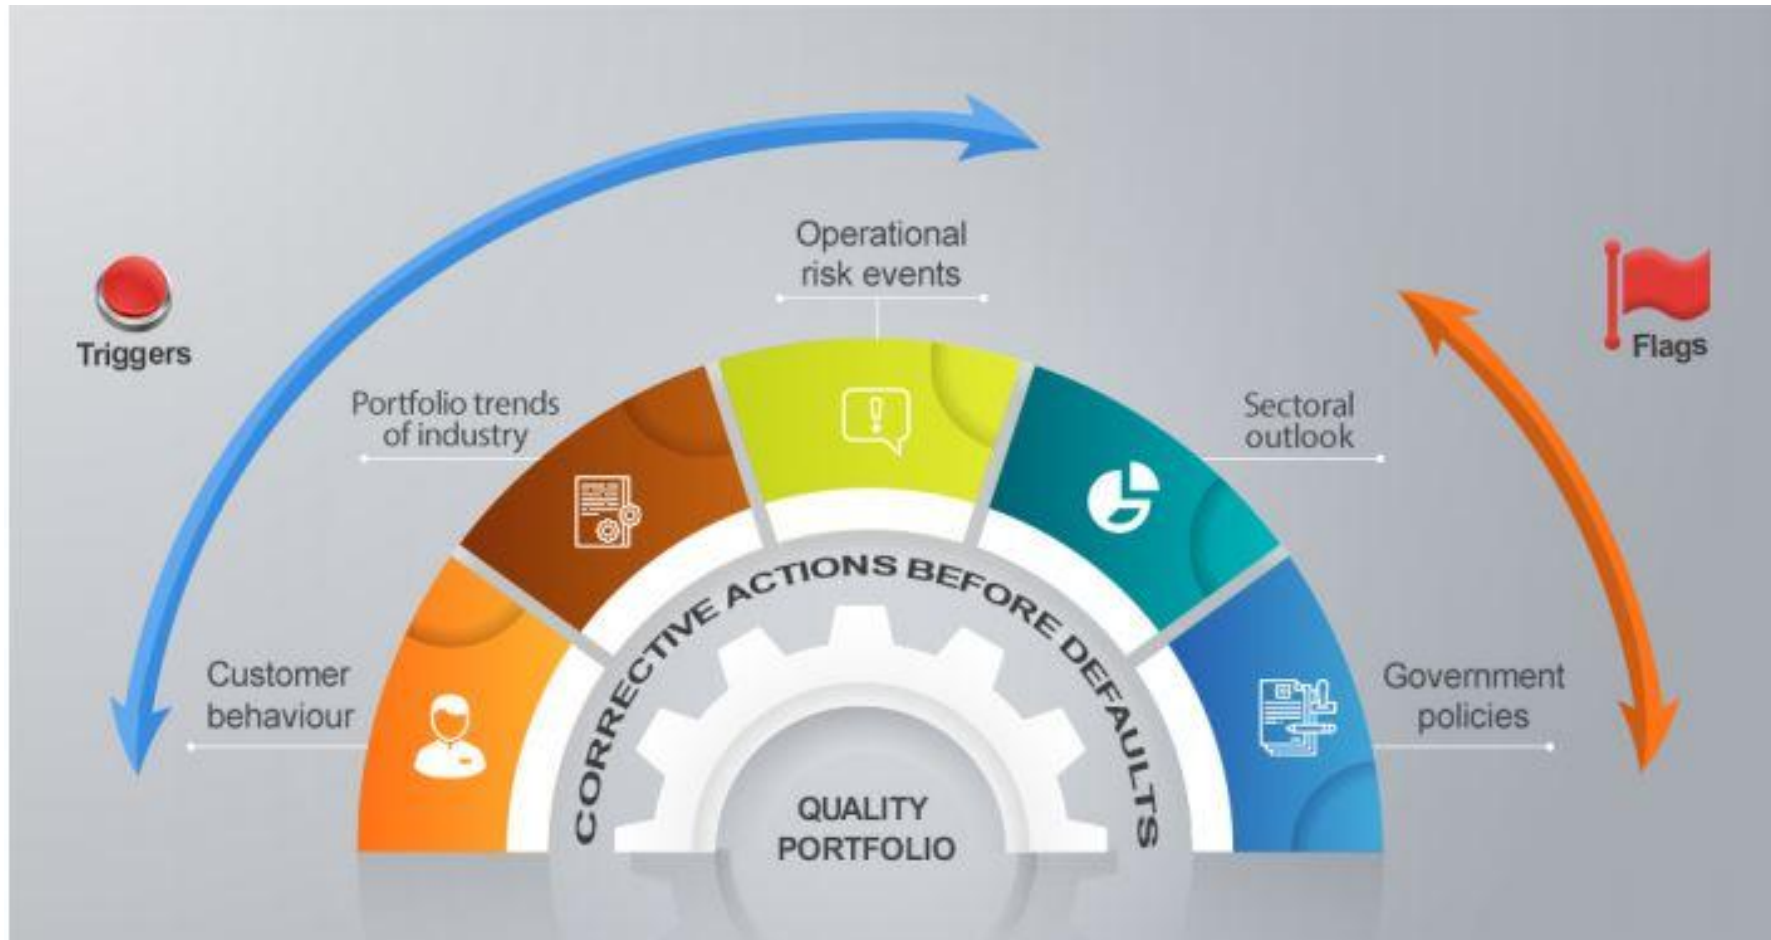 Operational
risk events
Triggers
Flags
Portfolio trends
of industry
Sectoral
outlook
CORRECTIVE ACTIONS BEFORE DEFAULTS
Customer
behaviour
Government
policies
QUALITY
PORTFOLIO